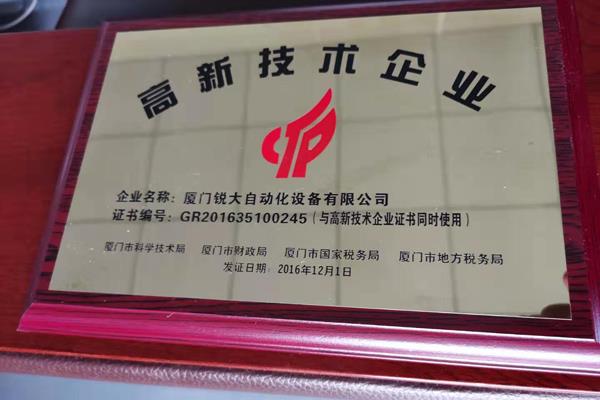 高新技术企业
企业名称：厦门锐大自动化设备有限公司
证书编号：GR201635100245（与高新技术企业证书同时使用）
厦门市科学技术局 厦门市财政局 厦门市国家税务局 厦门市地方税务局
发证日期：2016年12月1日